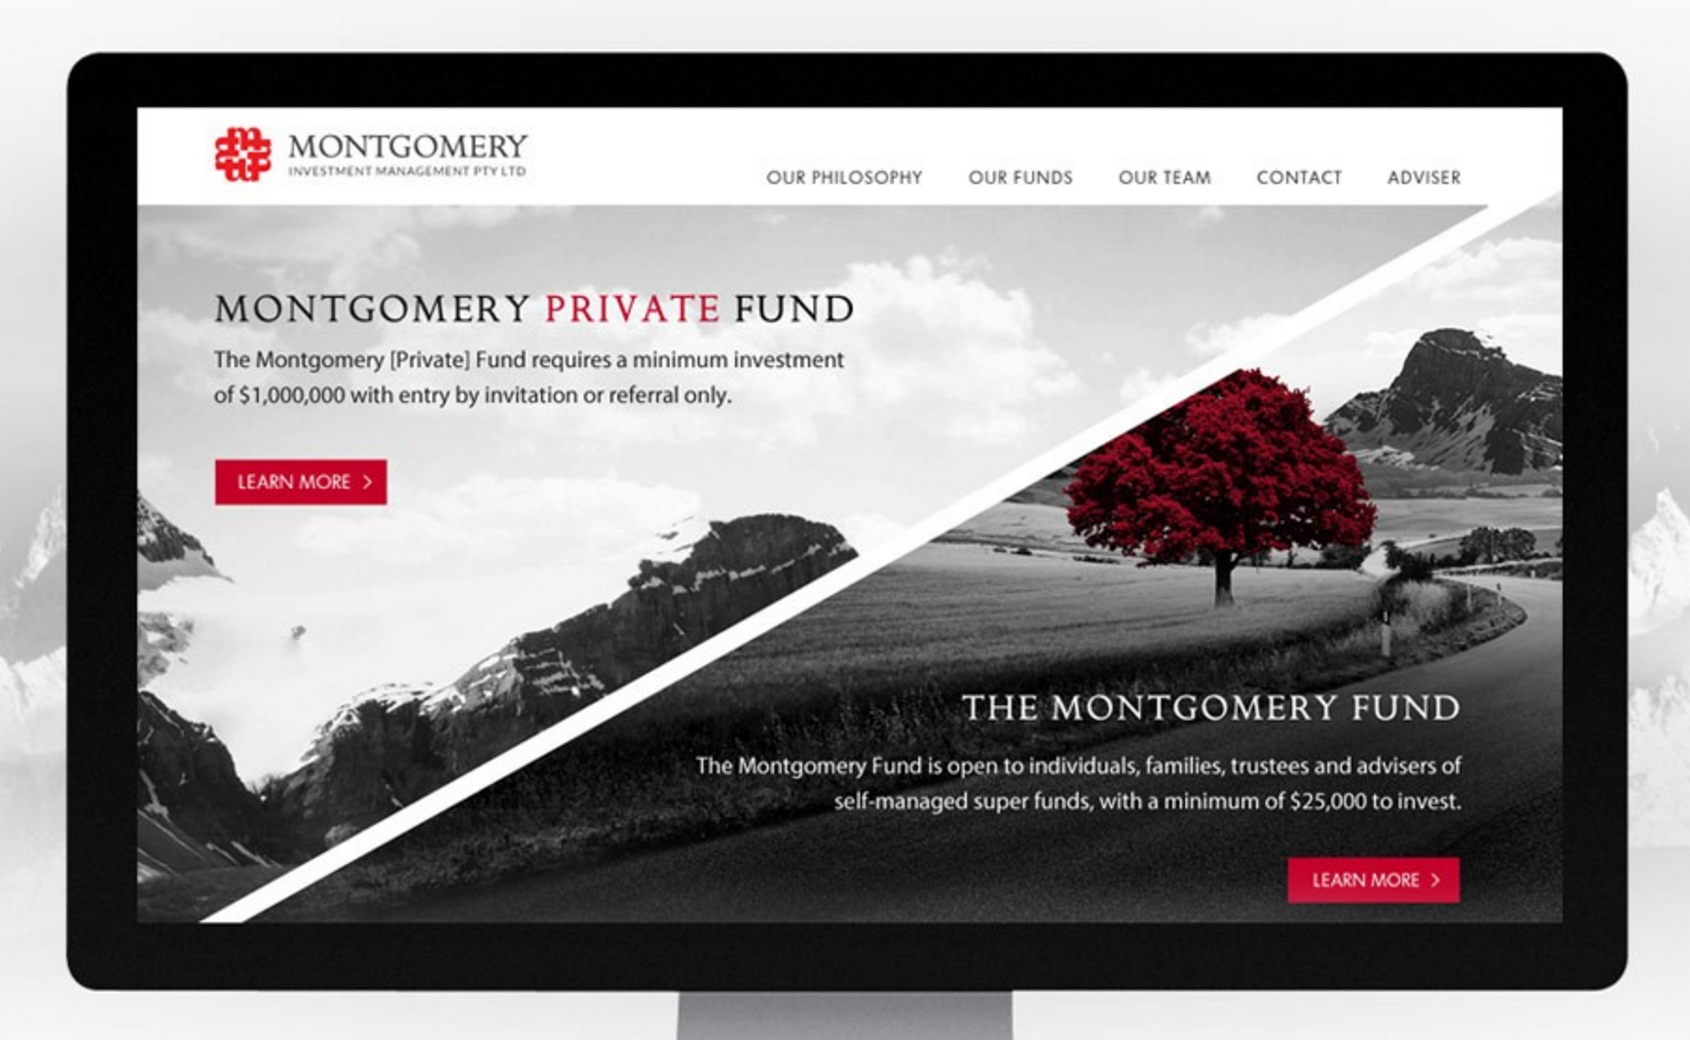 MONTGOMERY
INVESTMENT MANAGEMENT PTY LTD
OUR PHILOSOPHY OUR FUNDS OUR TEAM CONTACT ADVISER
MONTGOMERY PRIVATE FUND
The Montgomery [Private] Fund requires a minimum investment
of $1,000,000 with entry by invitation or referral only.
LEARN MORE >
THE MONTGOMERY FUND
The Montgomery Fund is open to individuals, families, trustees and advisers of
self-managed super funds, with a minimum of $25,000 to invest.
LEARN MORE >